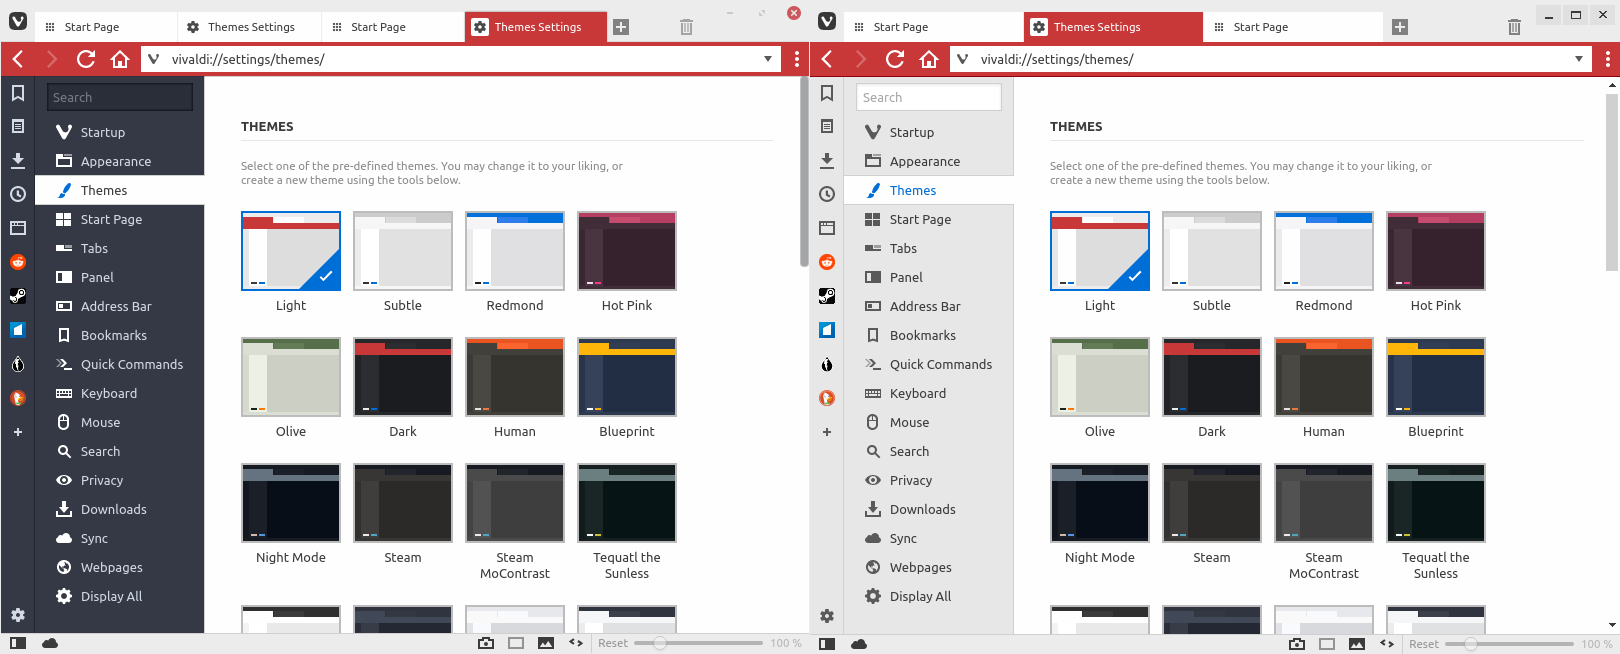 Start Page
Themes Settings
Start Page
Themes Settings
vivaldi://settings/themes/
Search
Startup
Appearance
Themes
Start Page
Tabs
Panel
Address Bar
Bookmarks
Quick Commands
Keyboard
Mouse
Search
Privacy
Downloads
Sync
Webpages
Display All
THEMES
Select one of the pre-defined themes. You may change it to your liking, or
create a new theme using the tools below.
Light
Subtle
Redmond
Hot Pink
Olive
Dark
Human
Blueprint
Night Mode
Steam
Steam
MoContrast
Tequatl the
Sunless
Reset
100 %
Start Page
Themes Settings
Start Page
vivaldi://settings/themes/
Search
Startup
Appearance
Themes
Start Page
Tabs
Panel
Address Bar
Bookmarks
Quick Commands
Keyboard
Mouse
Search
Privacy
Downloads
Sync
Webpages
Display All
THEMES
Select one of the pre-defined themes. You may change it to your liking, or
create a new theme using the tools below.
Light
Subtle
Redmond
Hot Pink
Olive
Dark
Human
Blueprint
Night Mode
Steam
Steam
MoContrast
Tequatl the
Sunless
Reset
100 %